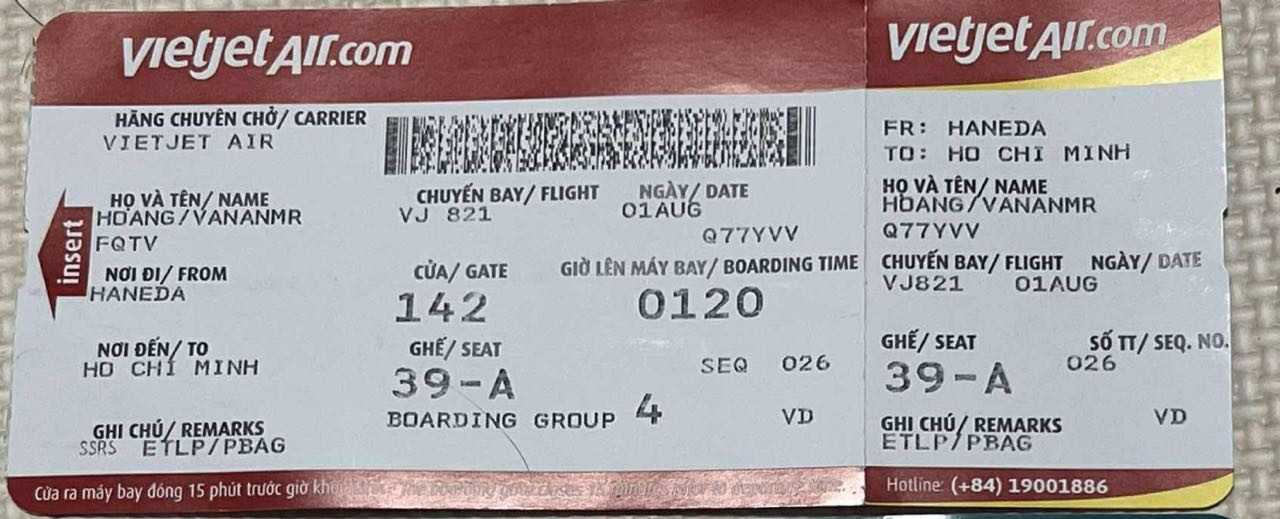 vietjetAir.com
HÃNG CHUYÊN CHỞ/ CARRIER
VIETJET AIR
HỌ VÀ TÊN/ NAME
HOANG/VANANMR
FQTV
CHUYẾN BAY/ FLIGHT
VJ 821
NGÀY/ DATE
01AUG
Q77YVV
insert
NƠI ĐI/ FROM
HANEDA
CỬA/ GATE
142
GIỜ LÊN MÁY BAY/ BOARDING TIME
0120
NƠI ĐẾN/ TO
HO CHI MINH
GHẾ/ SEAT
39-A
SEQ 026
BOARDING GROUP 4
VD
GHI CHÚ/ REMARKS
SSRS ETLP/PBAG
Cửa ra máy bay đóng 15 phút trước giờ
vietjetAir.com
FR: HANEDA
TO: HO CHI MINH
HỌ VÀ TÊN/ NAME
HOANG/VANANMR
Q77YVV
CHUYẾN BAY/ FLIGHT NGÀY/ DATE
VJ821 01AUG
GHẾ/ SEAT
39-A
SỐ TT/ SEQ. NO.
026
GHI CHÚ/ REMARKS
ETLP/PBAG
VD
Hotline: (+84) 19001886